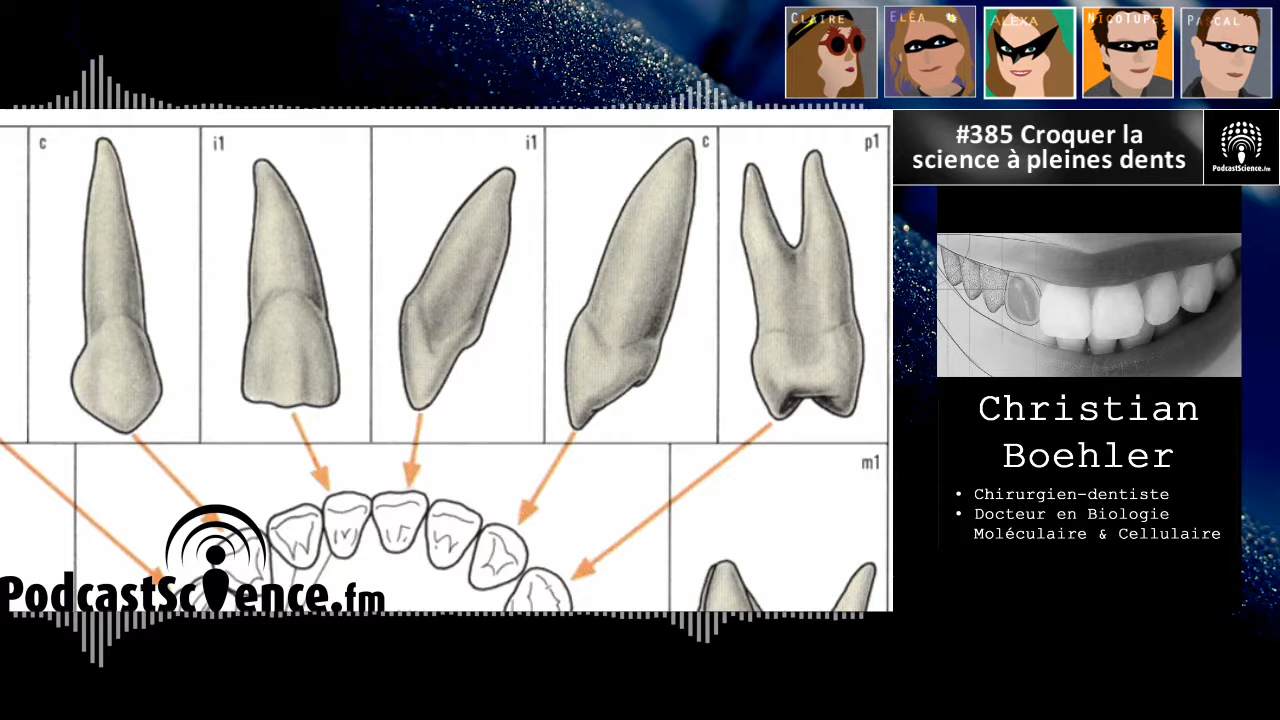 CLAIRE
ELÉA
ALEXA
NICOTUPE
PASCAL
#385 Croquer la
science à pleines dents
PodcastScience.fm
c
i1
i1
c
p1
m1
Christian
Boehler
• Chirurgien-dentiste
• Docteur en Biologie
Moléculaire & Cellulaire
PodcastScience.fm